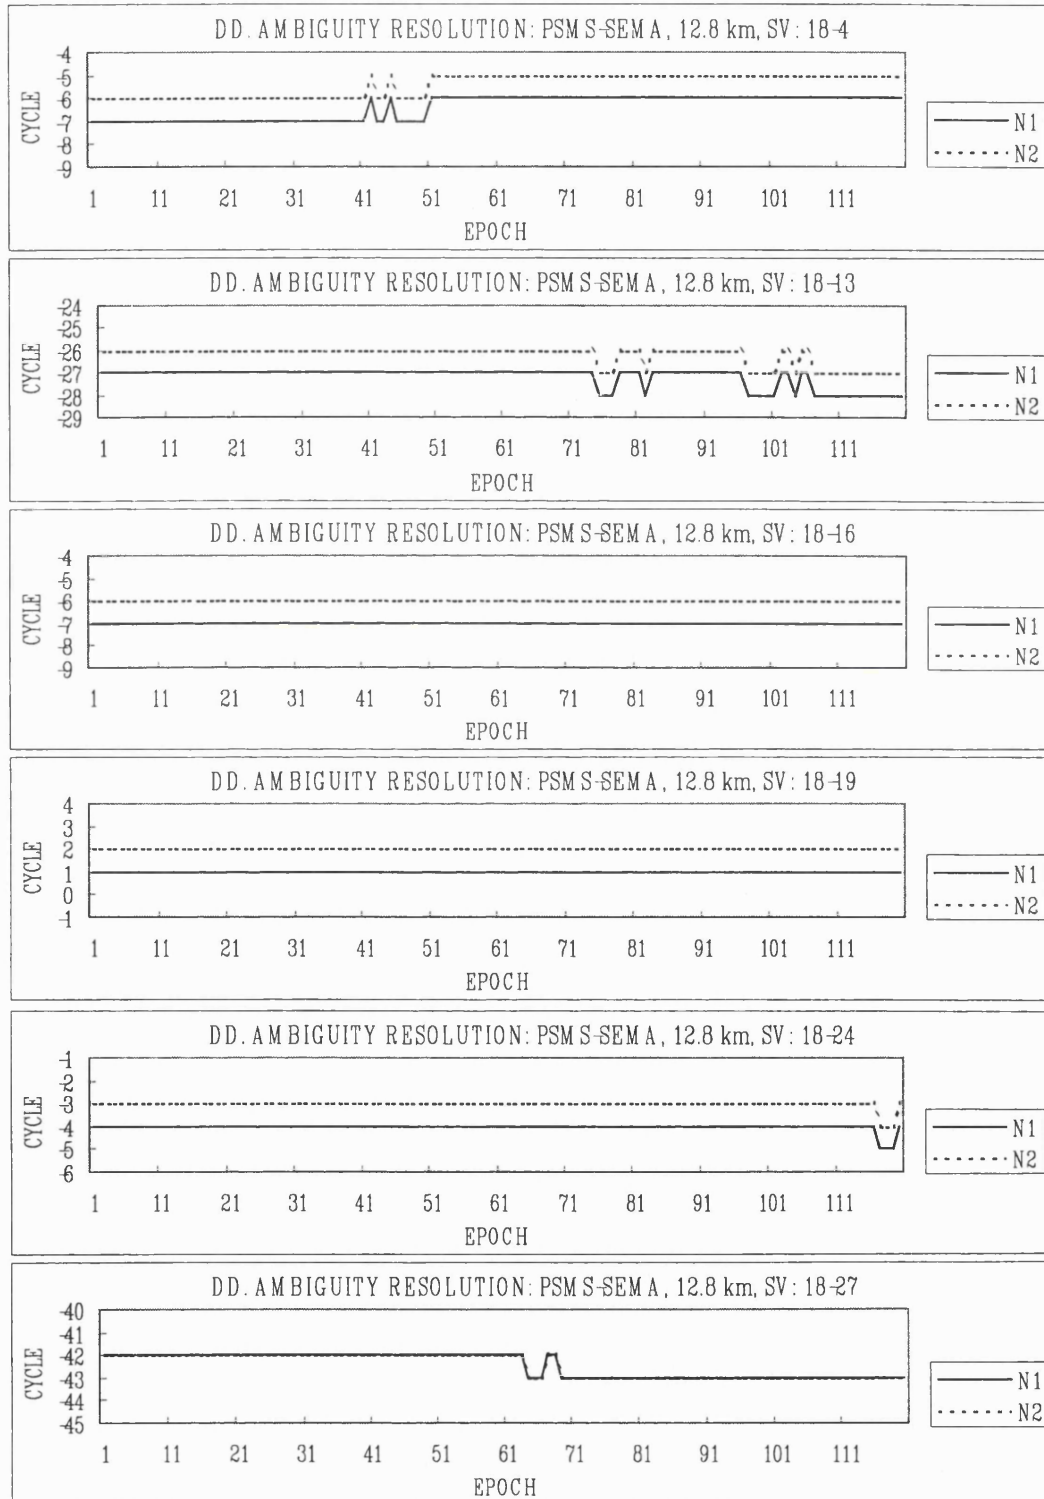 DD. AMBIGUITY RESOLUTION: PSMS-SEMA, 12.8 km, SV: 18-4
-4
-5
-6
-7
-8
-9
CYCLE
1 11 21 31 41 51 61 71 81 91 101 111
EPOCH
N1
N2
DD. AMBIGUITY RESOLUTION: PSMS-SEMA, 12.8 km, SV: 18-13
-24
-25
-26
-27
-28
-29
CYCLE
1 11 21 31 41 51 61 71 81 91 101 111
EPOCH
N1
N2
DD. AMBIGUITY RESOLUTION: PSMS-SEMA, 12.8 km, SV: 18-16
-4
-5
-6
-7
-8
-9
CYCLE
1 11 21 31 41 51 61 71 81 91 101 111
EPOCH
N1
N2
DD. AMBIGUITY RESOLUTION: PSMS-SEMA, 12.8 km, SV: 18-19
4
3
2
1
0
-1
CYCLE
1 11 21 31 41 51 61 71 81 91 101 111
EPOCH
N1
N2
DD. AMBIGUITY RESOLUTION: PSMS-SEMA, 12.8 km, SV: 18-24
-1
-2
-3
-4
-5
-6
CYCLE
1 11 21 31 41 51 61 71 81 91 101 111
EPOCH
N1
N2
DD. AMBIGUITY RESOLUTION: PSMS-SEMA, 12.8 km, SV: 18-27
-40
-41
-42
-43
-44
-45
CYCLE
1 11 21 31 41 51 61 71 81 91 101 111
EPOCH
N1
N2